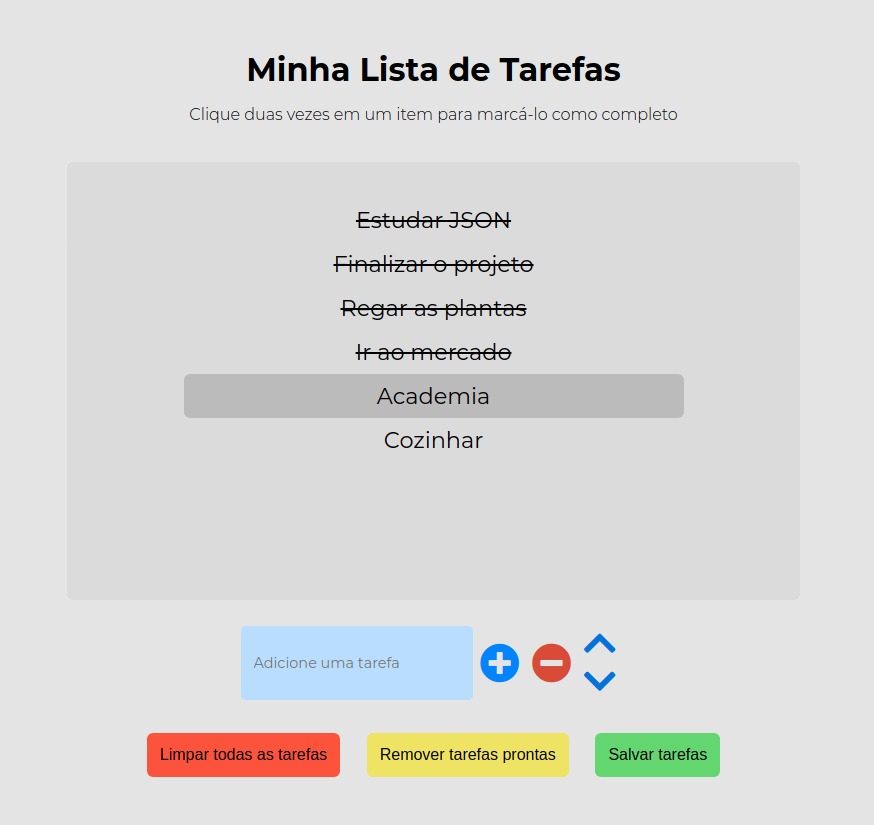 Minha Lista de Tarefas
Clique duas vezes em um item para marcá-lo como completo
Estudar JSON
Finalizar o projeto
Regar as plantas
Ir ao mercado
Academia
Cozinhar
Adicione uma tarefa
Limpar todas as tarefas Remover tarefas prontas Salvar tarefas